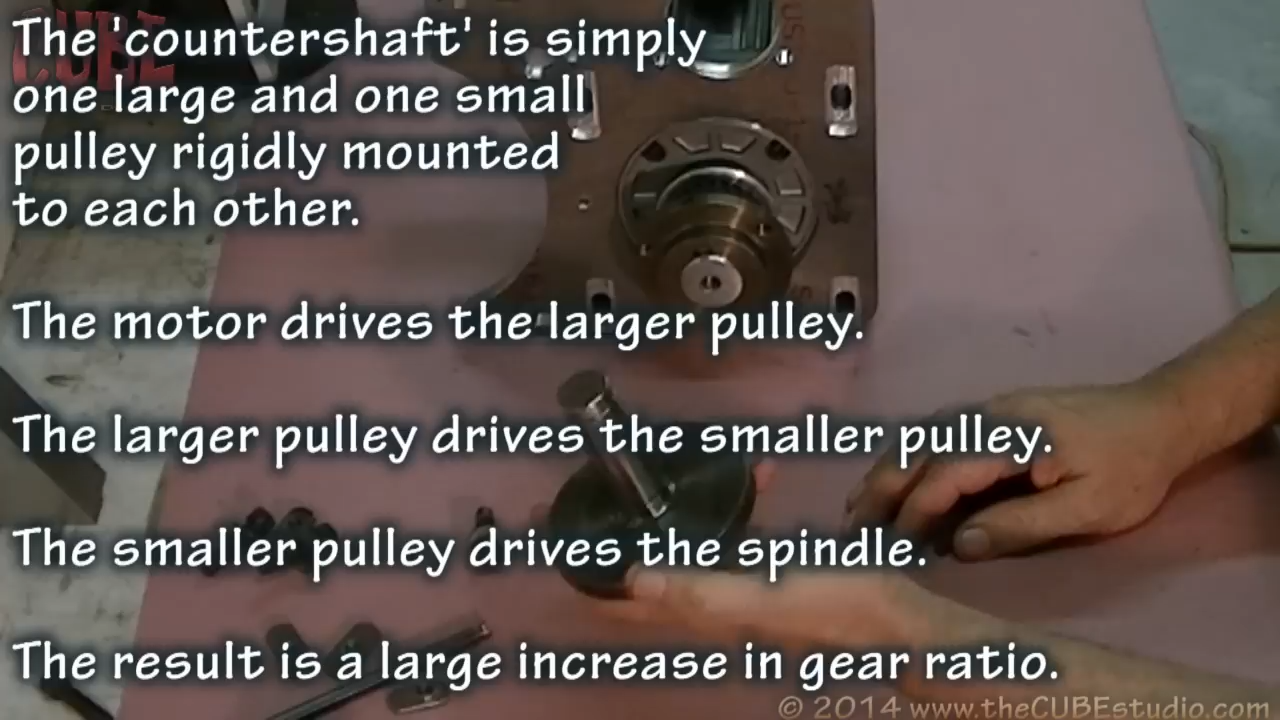 CUBE
The 'countershaft' is simply
one large and one small
pulley rigidly mounted
to each other.
The motor drives the larger pulley.
The larger pulley drives the smaller pulley.
The smaller pulley drives the spindle.
The result is a large increase in gear ratio.
© 2014 www.theCUBEstudio.com